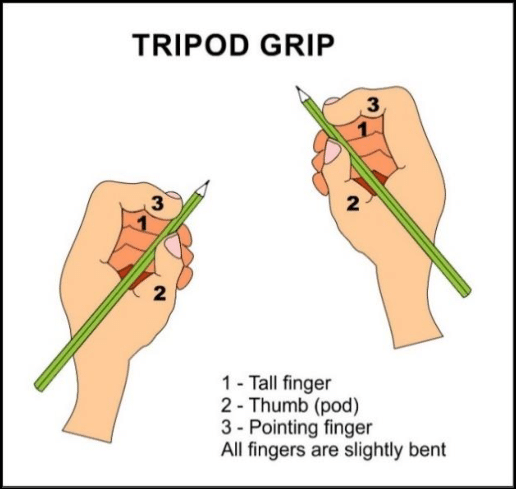 TRIPOD GRIP
3
1
2
3
1
2
1 - Tall finger
2 - Thumb (pod)
3 - Pointing finger
All fingers are slightly bent